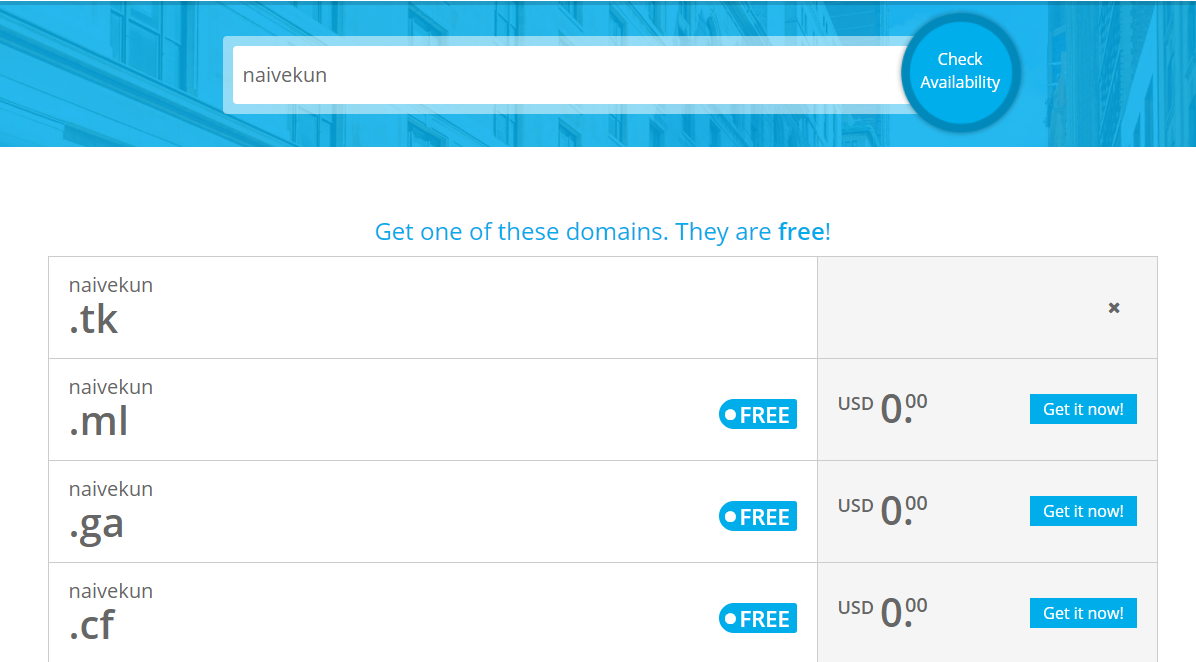 naivekun
Check
Availability
Get one of these domains. They are free!
naivekun
.tk
naivekun
.ml
FREE
USD 0.00
Get it now!
naivekun
.ga
FREE
USD 0.00
Get it now!
naivekun
.cf
FREE
USD 0.00
Get it now!